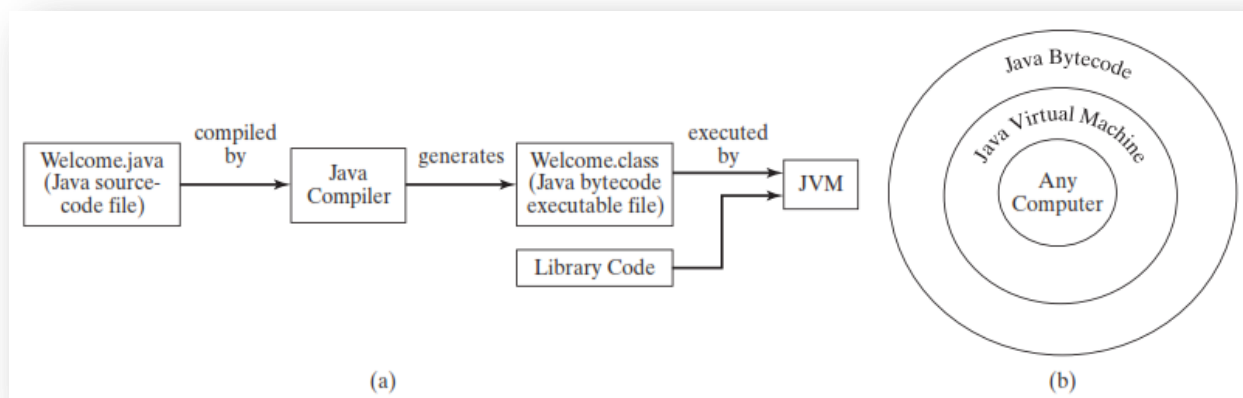 Welcome.java
(Java source-
code file)
compiled
by
Java
Compiler
generates
Welcome.class
(Java bytecode
executable file)
executed
by
JVM
Library Code
(a)
Java Bytecode
Java Virtual Machine
Any
Computer
(b)